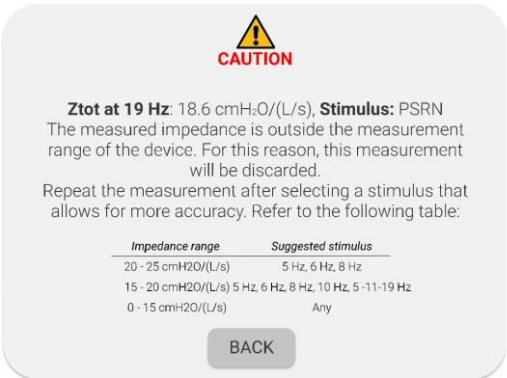 CAUTION
Ztot at 19 Hz: 18.6 cmH₂O/(L/s), Stimulus: PSRN
The measured impedance is outside the measurement
range of the device. For this reason, this measurement
will be discarded.
Repeat the measurement after selecting a stimulus that
allows for more accuracy. Refer to the following table:
Impedance range Suggested stimulus
20 - 25 cmH2O/(L/s) 5 Hz, 6 Hz, 8 Hz
15 - 20 cmH2O/(L/s) 5 Hz, 6 Hz, 8 Hz, 10 Hz, 5 -11-19 Hz
0 - 15 cmH2O/(L/s) Any
BACK